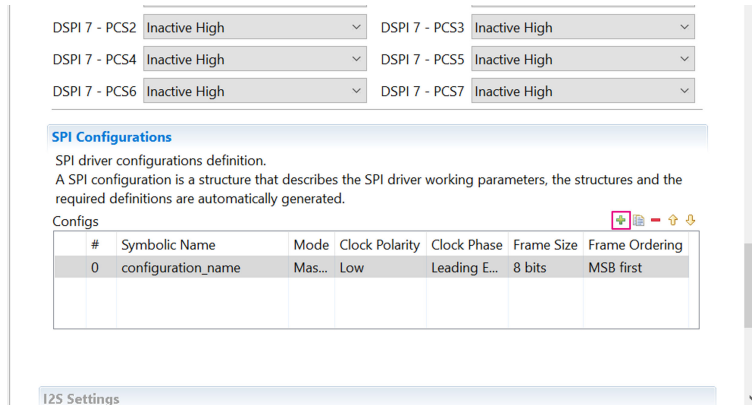 DSPI 7 - PCS2 Inactive High DSPI 7 - PCS3 Inactive High
DSPI 7 - PCS4 Inactive High DSPI 7 - PCS5 Inactive High
DSPI 7 - PCS6 Inactive High DSPI 7 - PCS7 Inactive High
SPI Configurations
SPI driver configurations definition.
A SPI configuration is a structure that describes the SPI driver working parameters, the structures and the
required definitions are automatically generated.
Configs
# Symbolic Name Mode Clock Polarity Clock Phase Frame Size Frame Ordering
0 configuration_name Mas... Low Leading E... 8 bits MSB first
I2S Settings